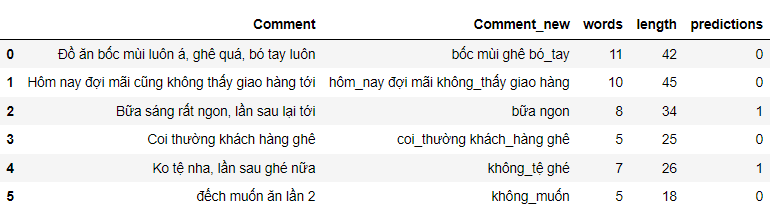 Comment Comment_new words length predictions
0 Đồ ăn bốc mùi luôn á, ghê quá, bó tay luôn bốc mùi ghê bó_tay 11 42 0
1 Hôm nay đợi mãi cũng không thấy giao hàng tới hôm_nay đợi mãi không_thấy giao hàng 10 45 0
2 Bữa sáng rất ngon, lần sau lại tới bữa ngon 8 34 1
3 Coi thường khách hàng ghê coi_thường khách_hàng ghê 5 25 0
4 Ko tệ nha, lần sau ghé nữa không_tệ ghé 7 26 1
5 đếch muốn ăn lần 2 không_muốn 5 18 0